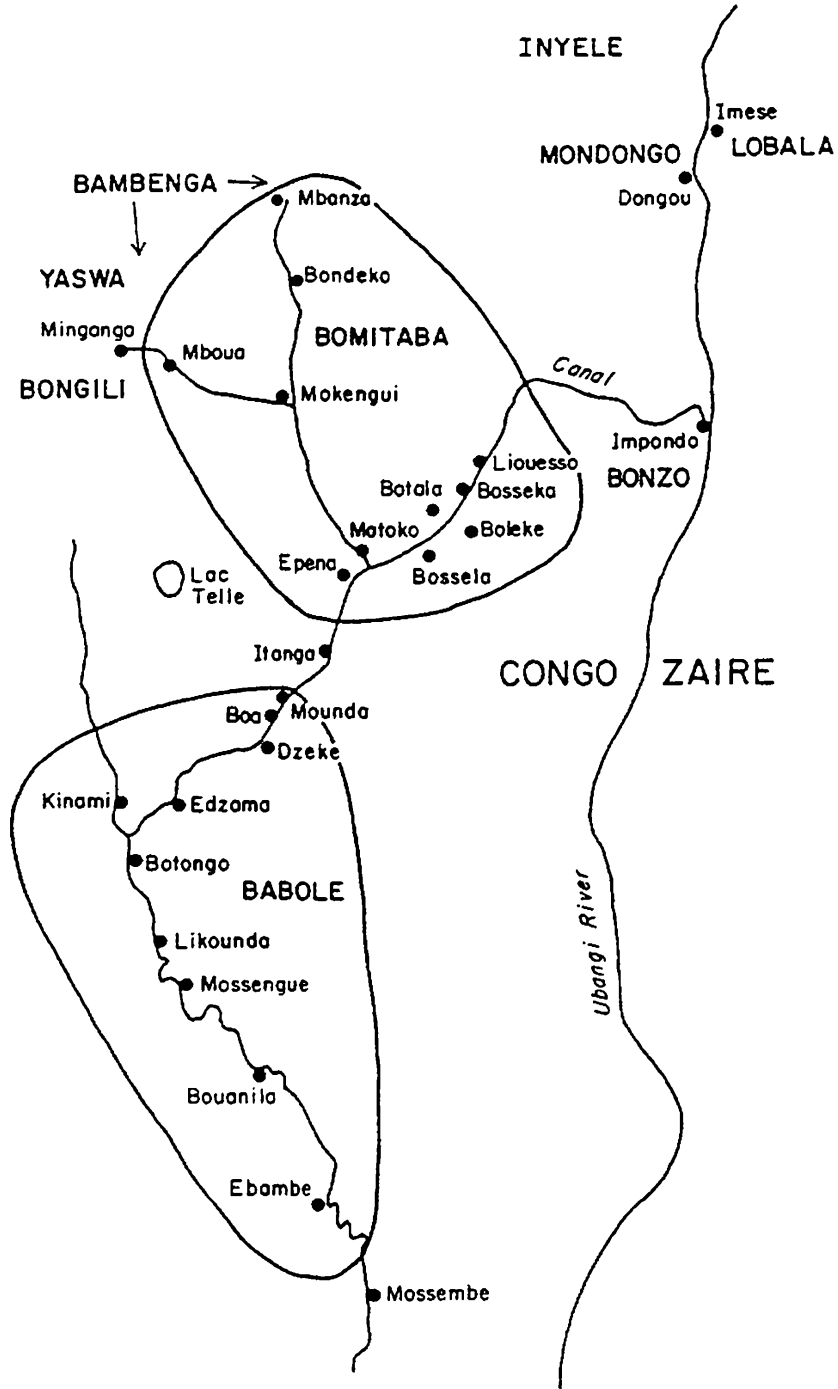 INYELE
Imese
LOBALA
MONDONGO
Dongou
BAMBENGA
Mbanza
YASWA
Bondeko
Minganga
Mboua
BOMITABA
BONGILI
Mokengui
Canal
Impondo
BONZO
Liouesso
Botala
Bosseka
Matoko
Boleke
Epena
Bossela
Lac
Telle
Itanga
CONGO
ZAIRE
Mounda
Boa
Dzeke
Kinami
Edzama
Botongo
BABOLE
Likounda
Mossengue
Ubangi River
Bouanila
Ebambe
Mossembe